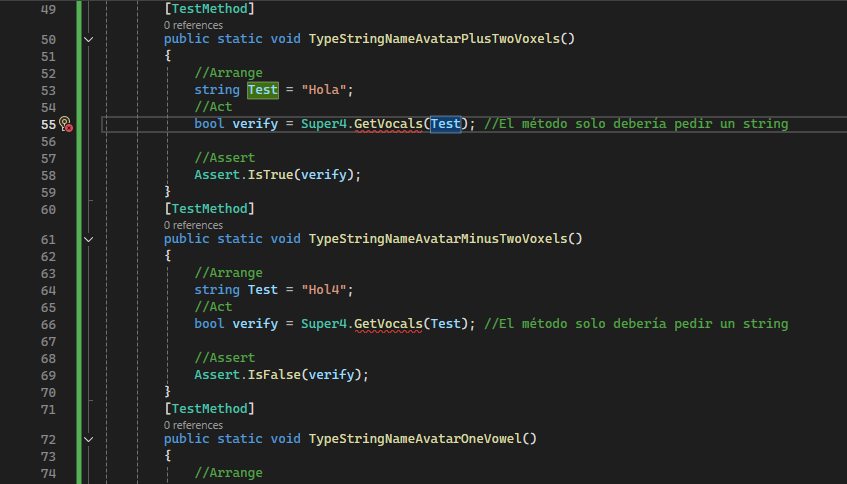 49 [TestMethod]
0 references
50 public static void TypeStringNameAvatarPlusTwoVoxels()
51 {
52 //Arrange
53 string Test = "Hola";
54 //Act
55 bool verify = Super4.GetVocals(Test); //El método solo debería pedir un string
56
57 //Assert
58 Assert.IsTrue(verify);
59 }
60 [TestMethod]
0 references
61 public static void TypeStringNameAvatarMinusTwoVoxels()
62 {
63 //Arrange
64 string Test = "Hol4";
65 //Act
66 bool verify = Super4.GetVocals(Test); //El método solo debería pedir un string
67
68 //Assert
69 Assert.IsFalse(verify);
70 }
71 [TestMethod]
0 references
72 public static void TypeStringNameAvatarOneVowel()
73 {
74 //Arrange